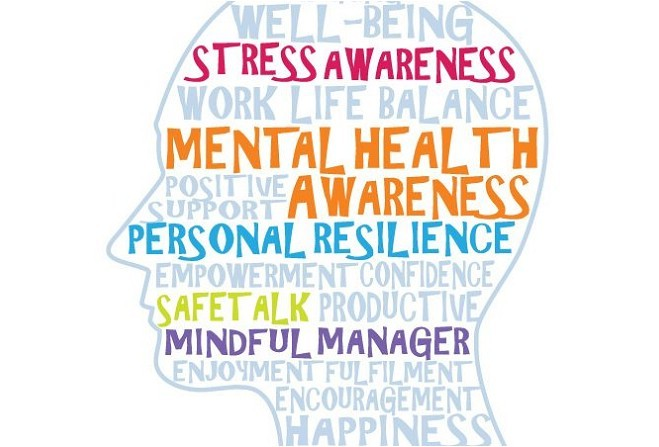 WELL-BEING
STRESS AWARENESS
WORK LIFE BALANCE
MENTAL HEALTH
POSITIVE SUPPORT AWARENESS
PERSONAL RESILIENCE
EMPOWERMENT CONFIDENCE
SAFETALK PRODUCTIVE
MINDFUL MANAGER
ENJOYMENT FULFILMENT
ENCOURAGEMENT
HAPPINESS